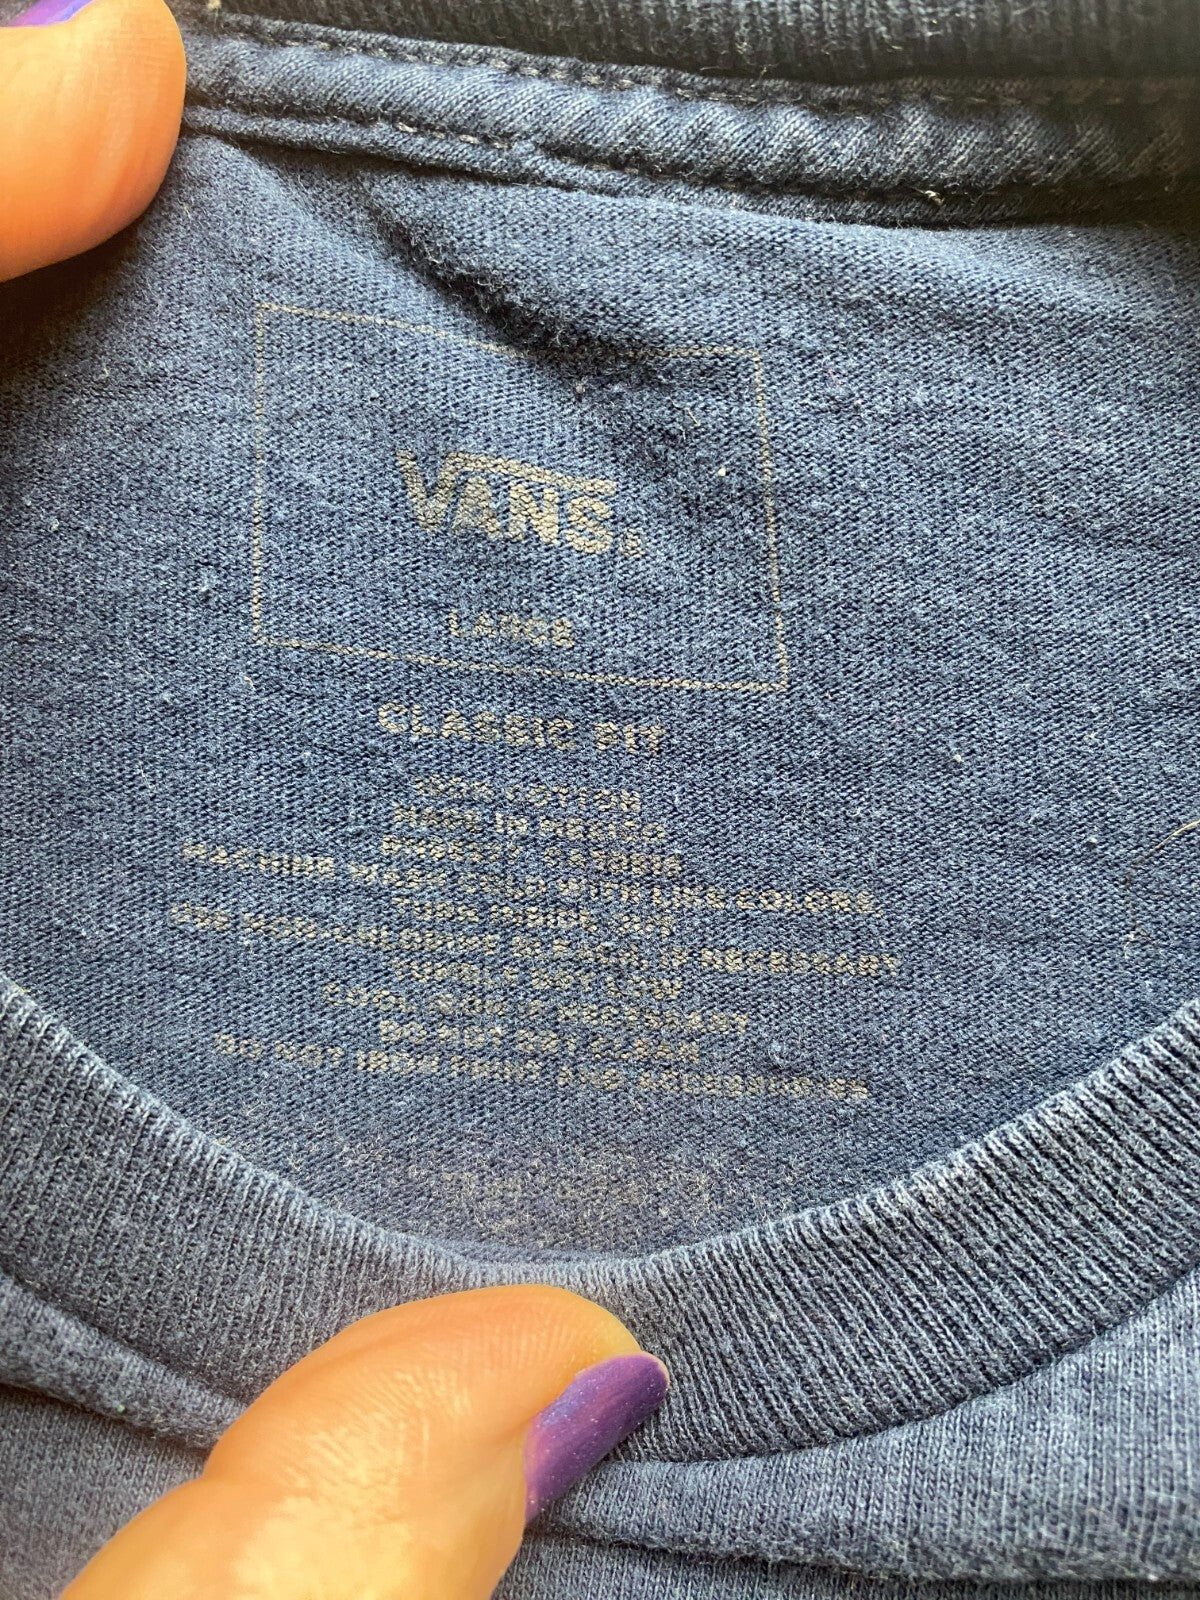 VANS
LARGE
CLASSIC FIT
100% COTTON
MADE IN MEXICO
MACHINE WASH COLD WITH LIKE COLORS,
TURN INSIDE OUT
USE NON-CHLORINE BLEACH, IF NECESSARY
TUMBLE DRY LOW
COOL IRON IF NECESSARY
DO NOT DRY CLEAN
DO NOT IRON PRINT AND ACCESSORIES